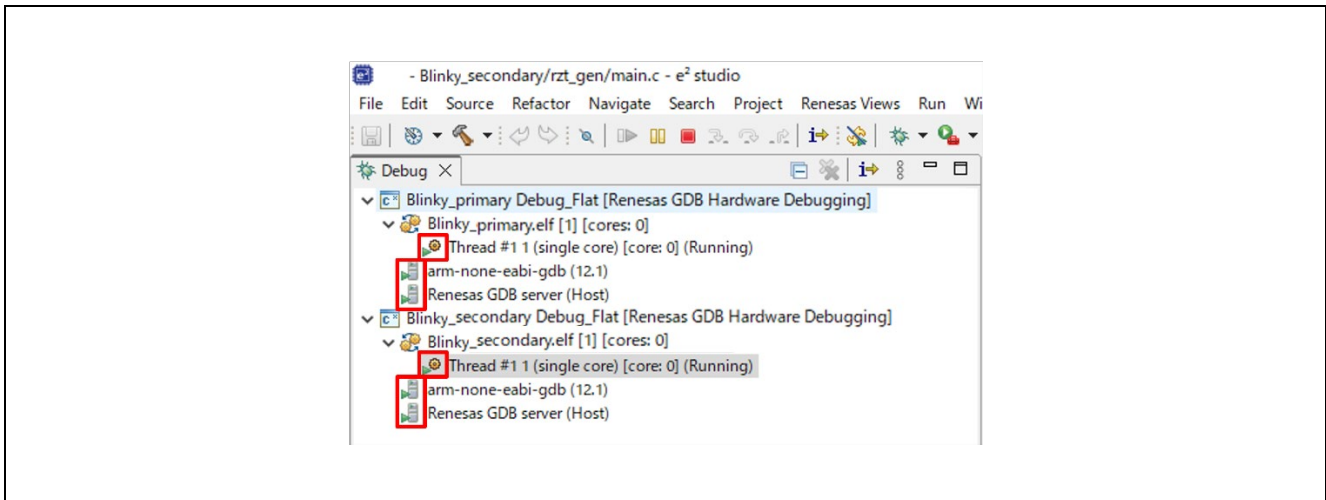 - Blinky_secondary/rzt_gen/main.c - e² studio
File Edit Source Refactor Navigate Search Project Renesas Views Run Wi
Debug
Blinky_primary Debug_Flat [Renesas GDB Hardware Debugging]
Blinky_primary.elf [1] [cores: 0]
Thread #1 1 (single core) [core: 0] (Running)
arm-none-eabi-gdb (12.1)
Renesas GDB server (Host)
Blinky_secondary Debug_Flat [Renesas GDB Hardware Debugging]
Blinky_secondary.elf [1] [cores: 0]
Thread #1 1 (single core) [core: 0] (Running)
arm-none-eabi-gdb (12.1)
Renesas GDB server (Host)